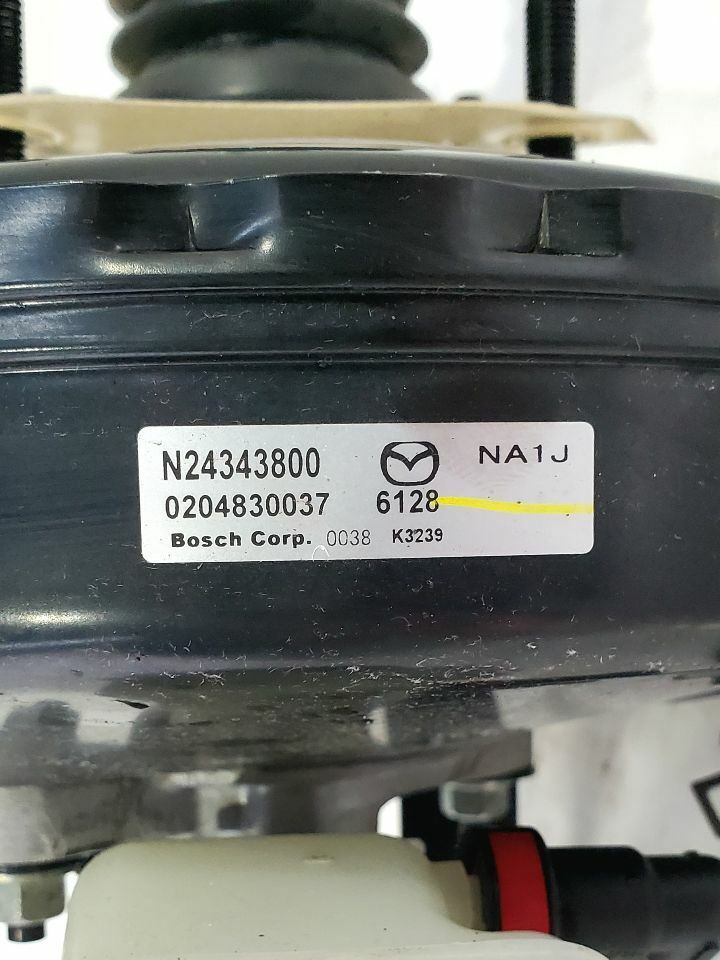 N24343800 NA1J
0204830037 6128
Bosch Corp. 0038 K3239